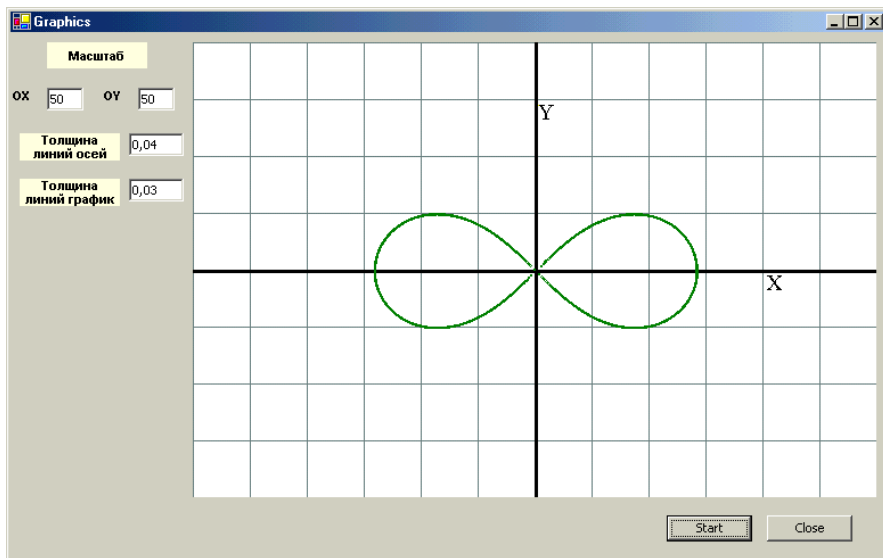 Graphics
Масштаб
OX 50 OY 50
Толщина
линий осей
0,04
Толщина
линий график
0,03
Y
X
Start
Close